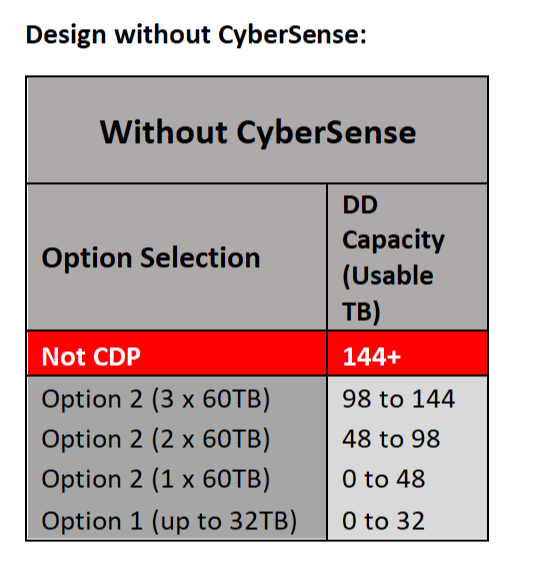 Design without CyberSense:
Without CyberSense
Option Selection
DD
Capacity
(Usable
TB)
Not CDP 144+
Option 2 (3 x 60TB) 98 to 144
Option 2 (2 x 60TB) 48 to 98
Option 2 (1 x 60TB) 0 to 48
Option 1 (up to 32TB) 0 to 32